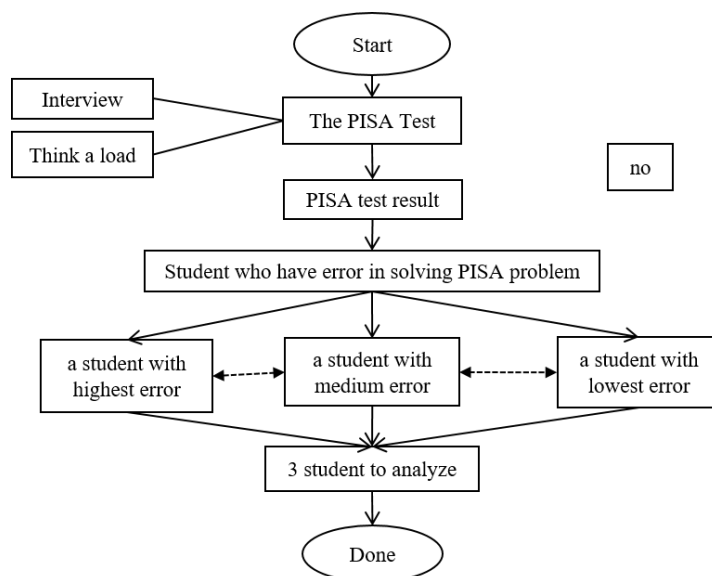 Start
Interview
The PISA Test
Think a load
no
PISA test result
Student who have error in solving PISA problem
a student with
highest error
a student with
medium error
a student with
lowest error
3 student to analyze
Done